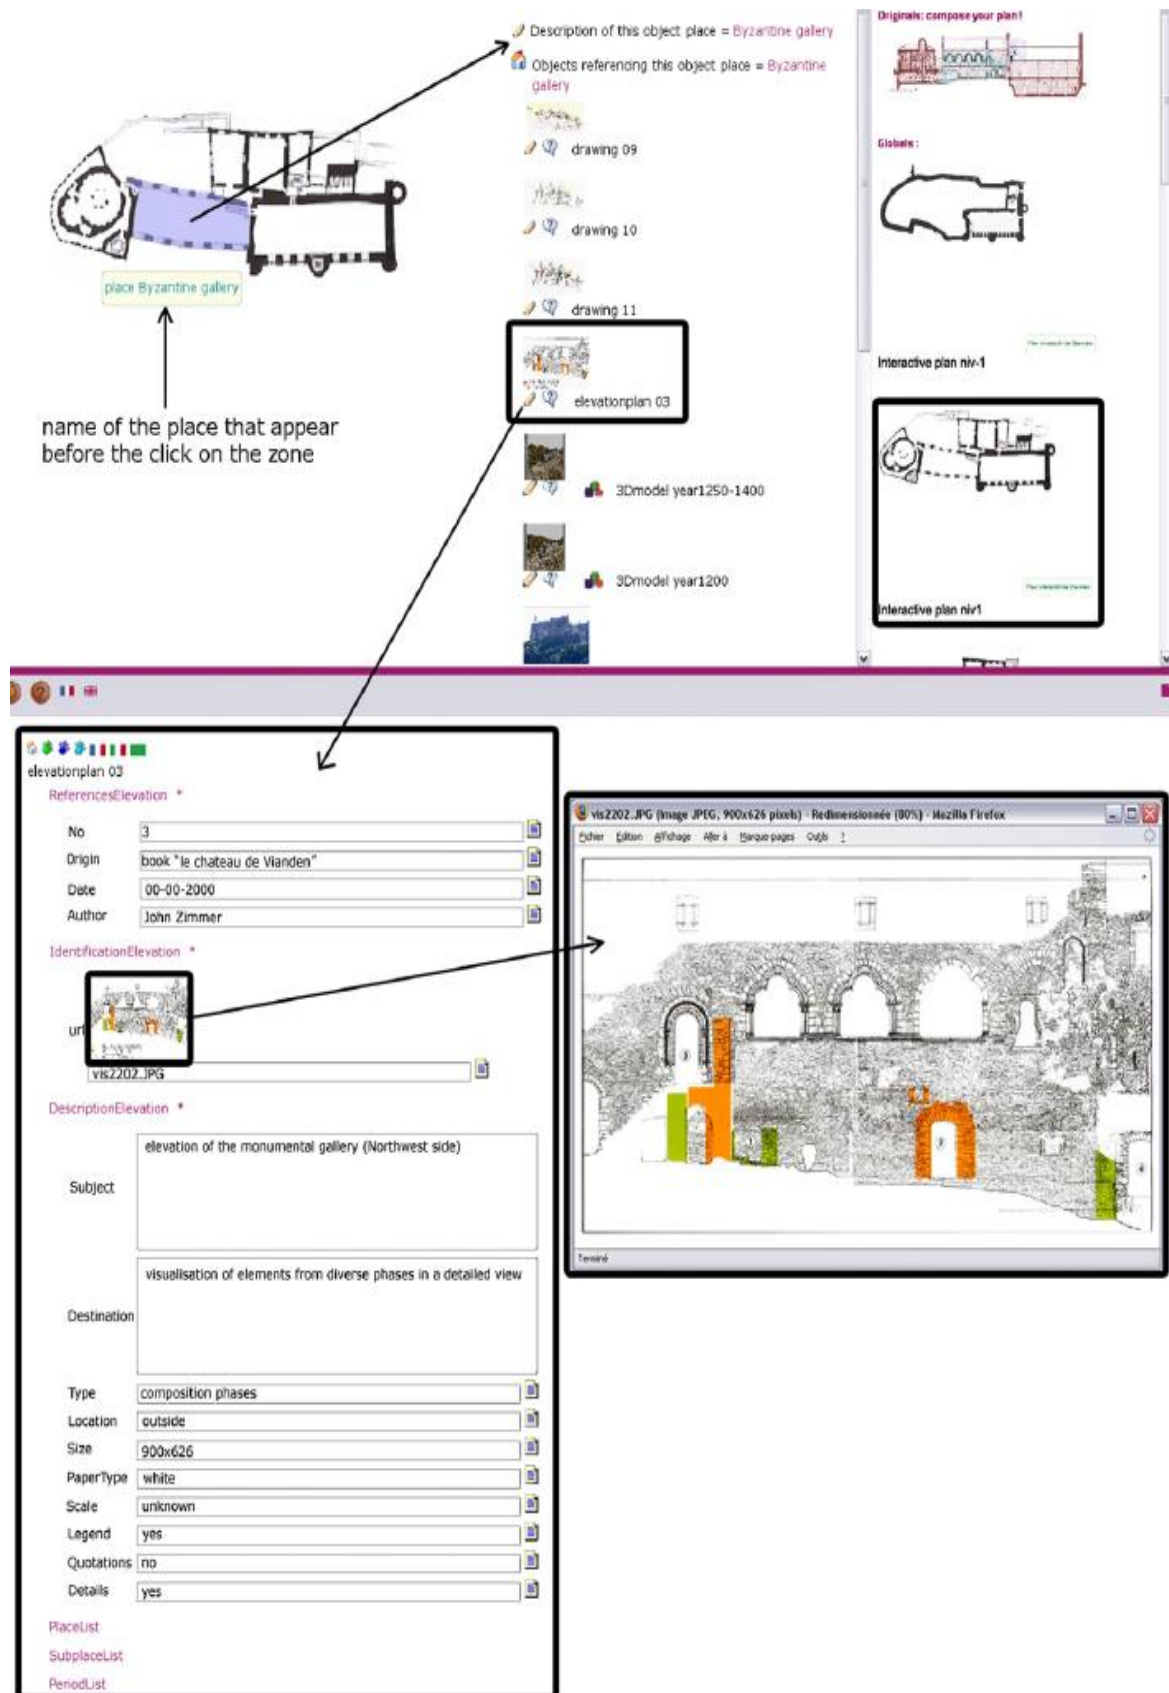 Description of this object place = Byzantine gallery
Objects referencing this object place = Byzantine
gallery
drawing 09
drawing 10
drawing 11
elevationplan 03
3Dmodel year1250-1400
3Dmodel year1200
place Byzantine gallery
name of the place that appear
before the click on the zone
Originals: compose your plan!
Globals :
Interactive plan niv-1
Interactive plan niv1
elevationplan 03
ReferencesElevation *
No 3
Origin book "le chateau de Vianden"
Date 00-00-2000
Author John Zimmer
IdentificationElevation *
url
vis2202.JPG
DescriptionElevation *
Subject elevation of the monumental gallery (Northwest side)
Destination visualisation of elements from diverse phases in a detailed view
Type composition phases
Location outside
Size 900x626
PaperType white
Scale unknown
Legend yes
Quotations no
Details yes
PlaceList
SubplaceList
PeriodList
vis2202.JPG (Image JPEG, 900x626 pixels) - Redimensionnée (80%) - Mozilla Firefox
Fichier Edition Affichage Aller à Marque-pages Outils ?
3
1
4
Terminé